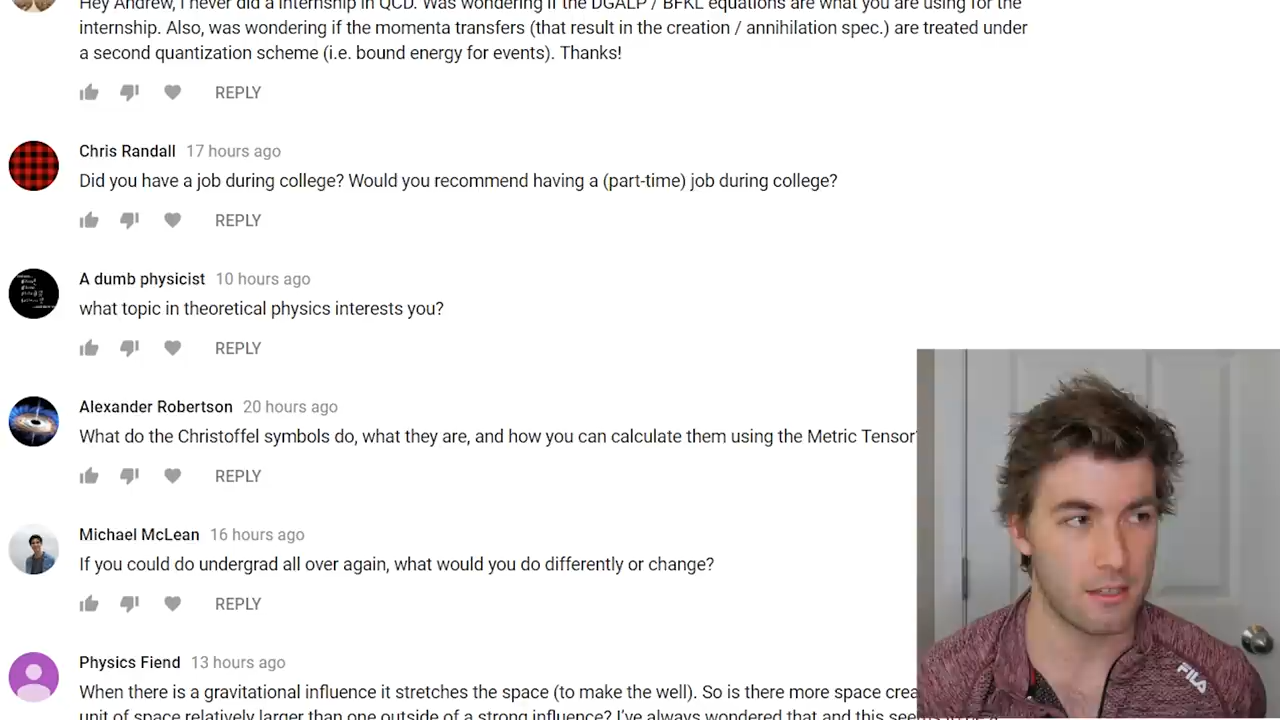 Hey Andrew, I never did a internship in QCD. Was wondering if the DGALP / BFKL equations are what you are using for the
internship. Also, was wondering if the momenta transfers (that result in the creation / annihilation spec.) are treated under
a second quantization scheme (i.e. bound energy for events). Thanks!
REPLY
Chris Randall 17 hours ago
Did you have a job during college? Would you recommend having a (part-time) job during college?
REPLY
A dumb physicist 10 hours ago
what topic in theoretical physics interests you?
REPLY
Alexander Robertson 20 hours ago
What do the Christoffel symbols do, what they are, and how you can calculate them using the Metric Tensor
REPLY
Michael McLean 16 hours ago
If you could do undergrad all over again, what would you do differently or change?
REPLY
Physics Fiend 13 hours ago
When there is a gravitational influence it stretches the space (to make the well). So is there more space crea
unit of space relatively larger than one outside of a strong influence? I've always wondered that and this
FILA